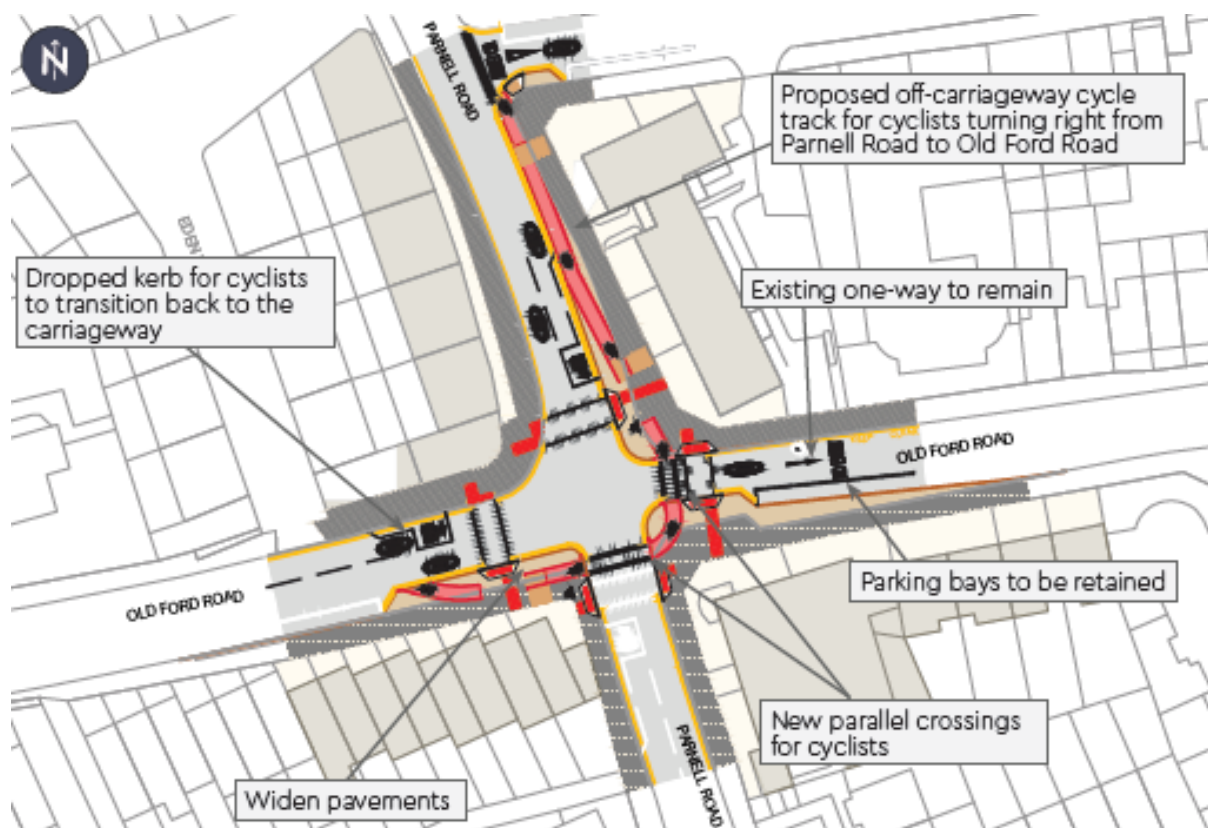 N
PARNELL ROAD
Proposed off-carriageway cycle
track for cyclists turning right from
Parnell Road to Old Ford Road
EDEN
Dropped kerb for cyclists
to transition back to the
carriageway
Existing one-way to remain
OLD FORD ROAD
Parking bays to be retained
OLD FORD ROAD
New parallel crossings
for cyclists
PARNELL ROAD
Widen pavements